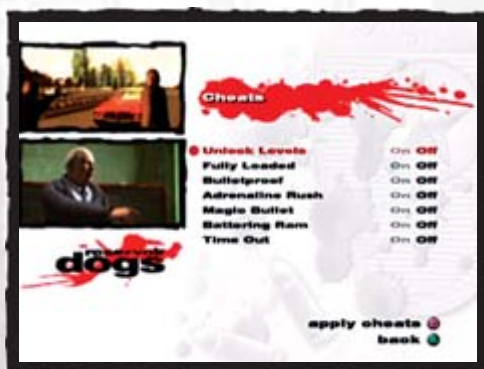 Cheats
Unlock Levels On Off
Fully Loaded On Off
Bulletproof On Off
Adrenaline Rush On Off
Magic Bullet On Off
Battering Ram On Off
Time Out On Off
reservoir
dogs
apply cheats
back